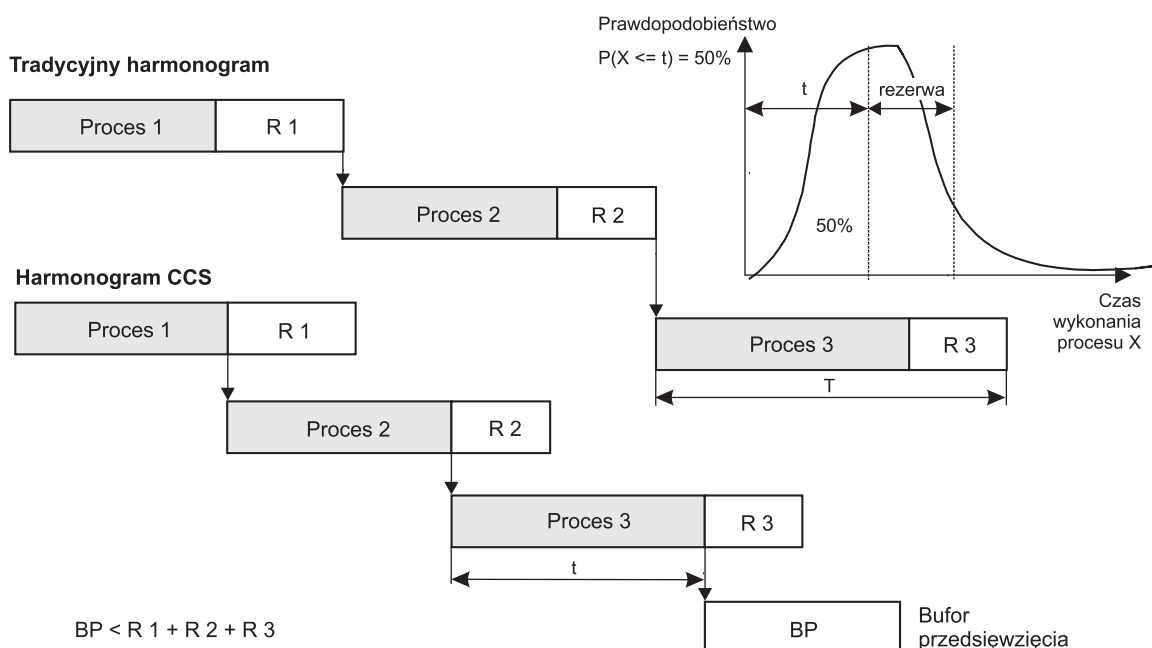 Prawdopodobieństwo
P(X <= t) = 50%
t
rezerwa
50%
Czas
wykonania
procesu X
Tradycyjny harmonogram
Proces 1
R 1
Proces 2
R 2
Proces 3
R 3
T
Harmonogram CCS
Proces 1
R 1
Proces 2
R 2
Proces 3
R 3
t
BP < R 1 + R 2 + R 3
BP
Bufor
przedsięwzięcia